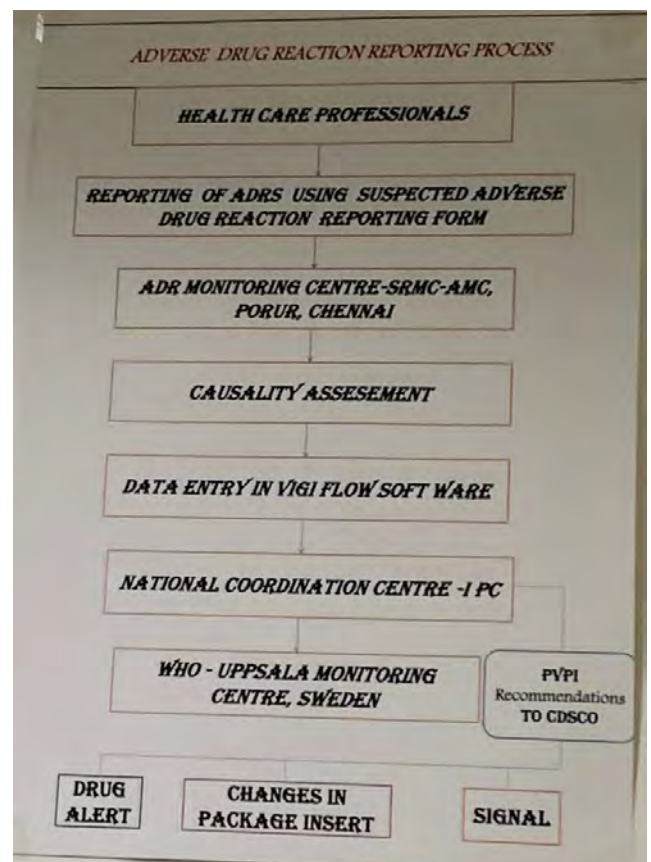 ADVERSE DRUG REACTION REPORTING PROCESS
HEALTH CARE PROFESSIONALS
REPORTING OF ADRS USING SUSPECTED ADVERSE
DRUG REACTION REPORTING FORM
ADR MONITORING CENTRE-SRMC-AMC,
PORUR, CHENNAI
CAUSALITY ASSESEMENT
DATA ENTRY IN VIGI FLOW SOFT WARE
NATIONAL COORDINATION CENTRE -I PC
WHO - UPPSALA MONITORING
CENTRE, SWEDEN
PVPI
Recommendations
TO CDSCO
DRUG
ALERT
CHANGES IN
PACKAGE INSERT
SIGNAL